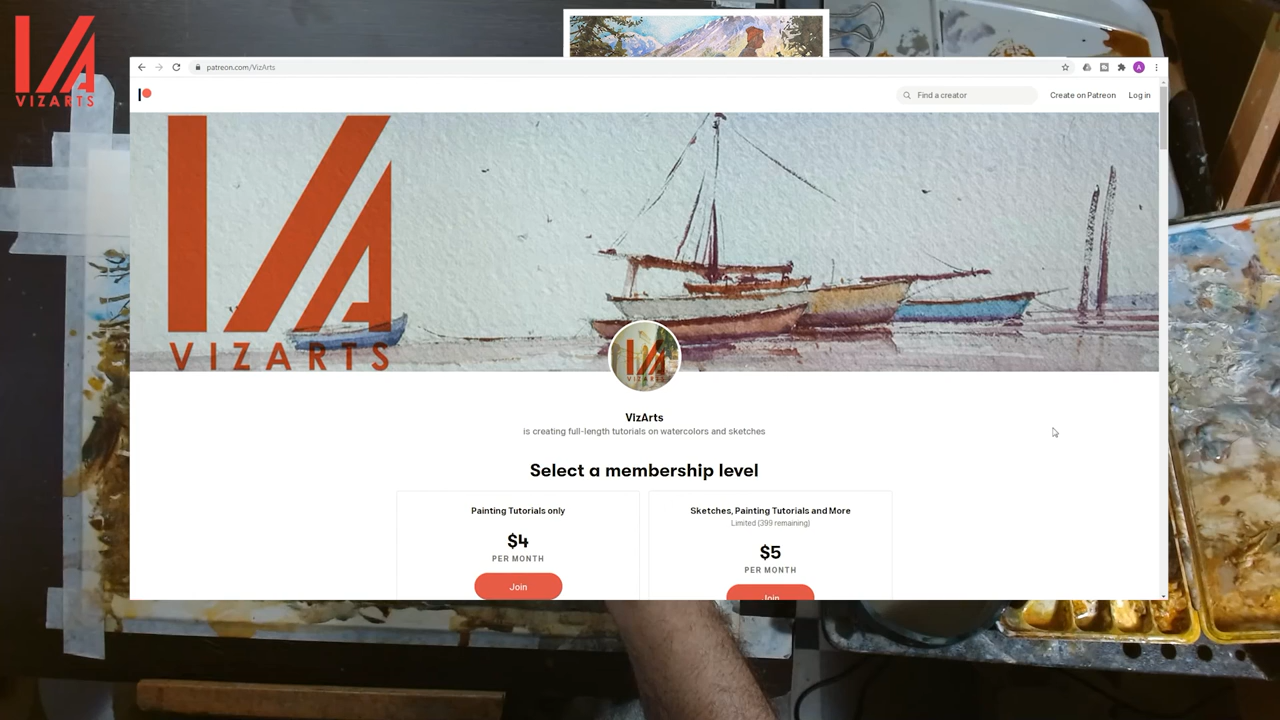 VIZARTS
patreon.com/VizArts
A
Find a creator
Create on Patreon
Log in
VIZARTS
VIZARTS
VizArts
is creating full-length tutorials on watercolors and sketches
Select a membership level
Painting Tutorials only
$4
PER MONTH
Join
Sketches, Painting Tutorials and More
Limited (399 remaining)
$5
PER MONTH
Join